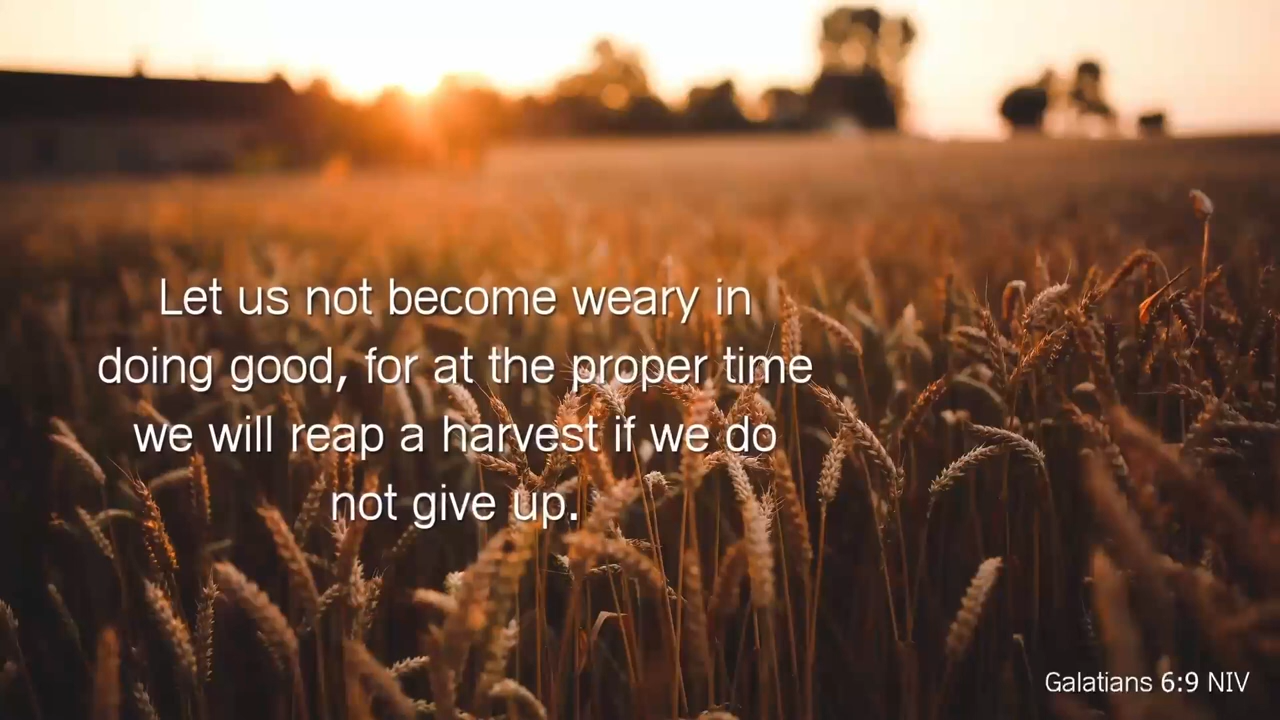 Let us not become weary in
doing good, for at the proper time
we will reap a harvest if we do
not give up.
Galatians 6:9 NIV